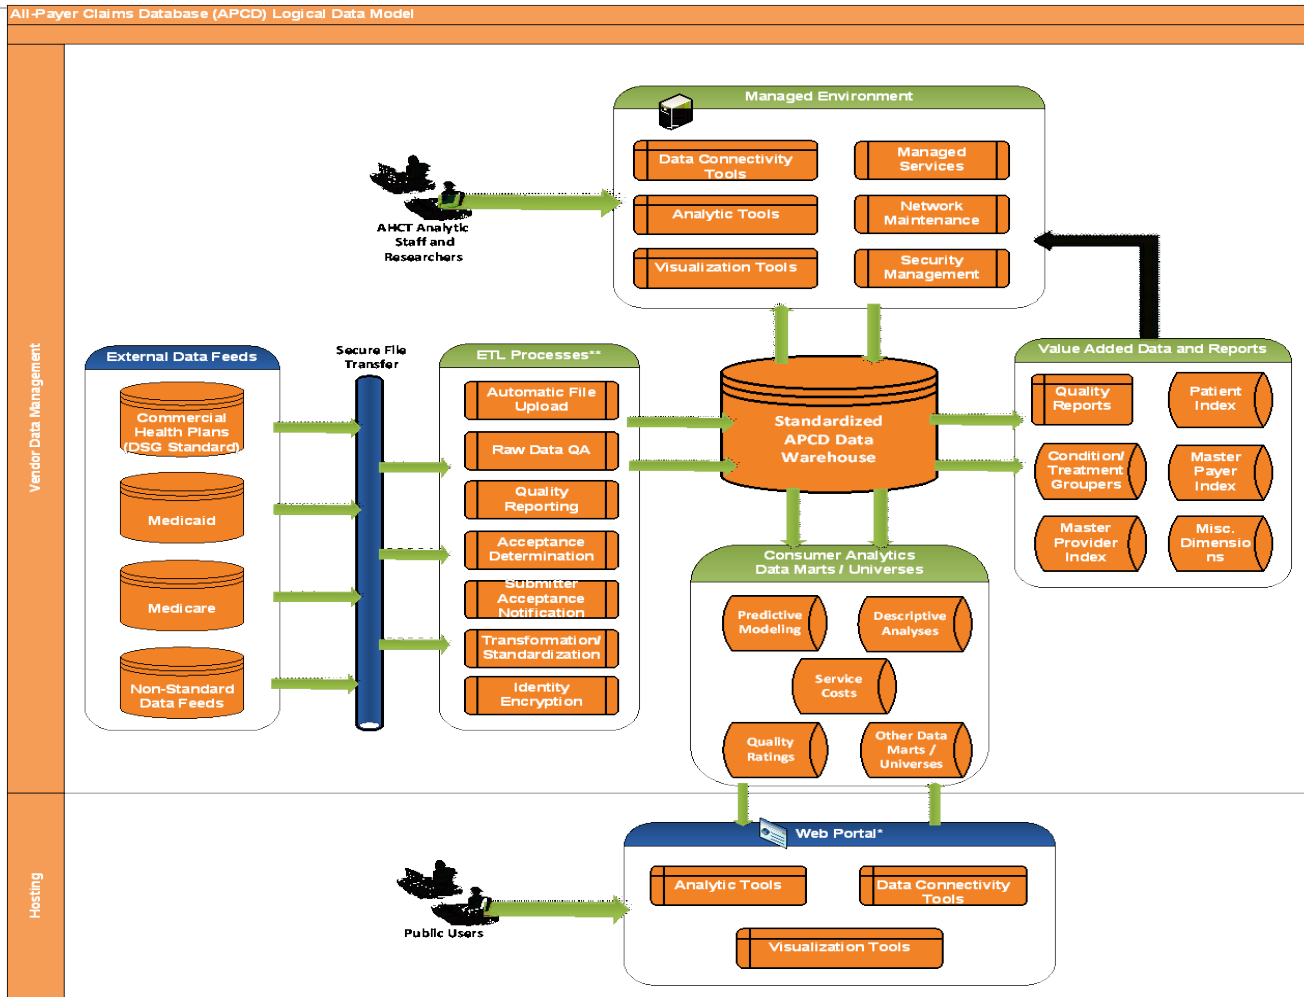 All-Payer Claims Database (APCD) Logical Data Model
Vendor Data Management
Managed Environment
Data Connectivity
Tools
Managed
Services
Analytic Tools
Network
Maintenance
Visualization Tools
Security
Management
AHCT Analytic
Staff and
Researchers
External Data Feeds
Commercial
Health Plans
(DSG Standard)
Medicaid
Medicare
Non-Standard
Data Feeds
Secure File
Transfer
ETL Processes**
Automatic File
Upload
Raw Data QA
Quality
Reporting
Acceptance
Determination
Submitter
Acceptance
Notification
Transformation/
Standardization
Identity
Encryption
Standardized
APCD Data
Warehouse
Value Added Data and Reports
Quality
Reports
Patient
Index
Condition/
Treatment
Groupers
Master
Payer
Index
Master
Provider
Index
Misc.
Dimensio
ns
Consumer Analytics
Data Marts / Universes
Predictive
Modeling
Descriptive
Analyses
Service
Costs
Quality
Ratings
Other Data
Marts /
Universes
Hosting
Web Portal*
Analytic Tools
Data Connectivity
Tools
Visualization Tools
Public Users